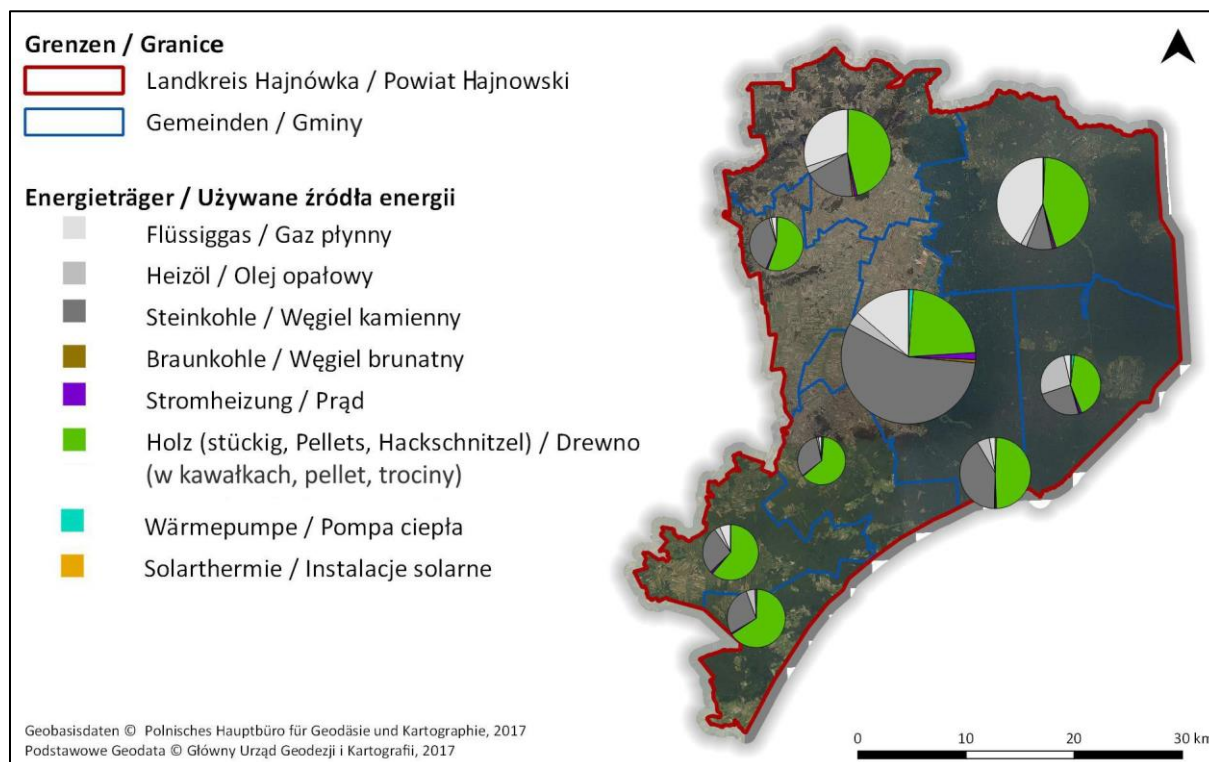 Grenzen / Granice
Landkreis Hajnówka / Powiat Hajnowski
Gemeinden / Gminy
Energieträger / Używane źródła energii
Flüssiggas / Gaz płynny
Heizöl / Olej opałowy
Steinkohle / Węgiel kamienny
Braunkohle / Węgiel brunatny
Stromheizung / Prąd
Holz (stückig, Pellets, Hackschnitzel) / Drewno
(w kawałkach, pellet, trociny)
Wärmepumpe / Pompa ciepła
Solarthermie / Instalacje solarne
Geobasisdaten © Polnisches Hauptbüro für Geodäsie und Kartographie, 2017
Podstawowe Geodata © Główny Urząd Geodezji i Kartografii, 2017
0 10 20 30 km